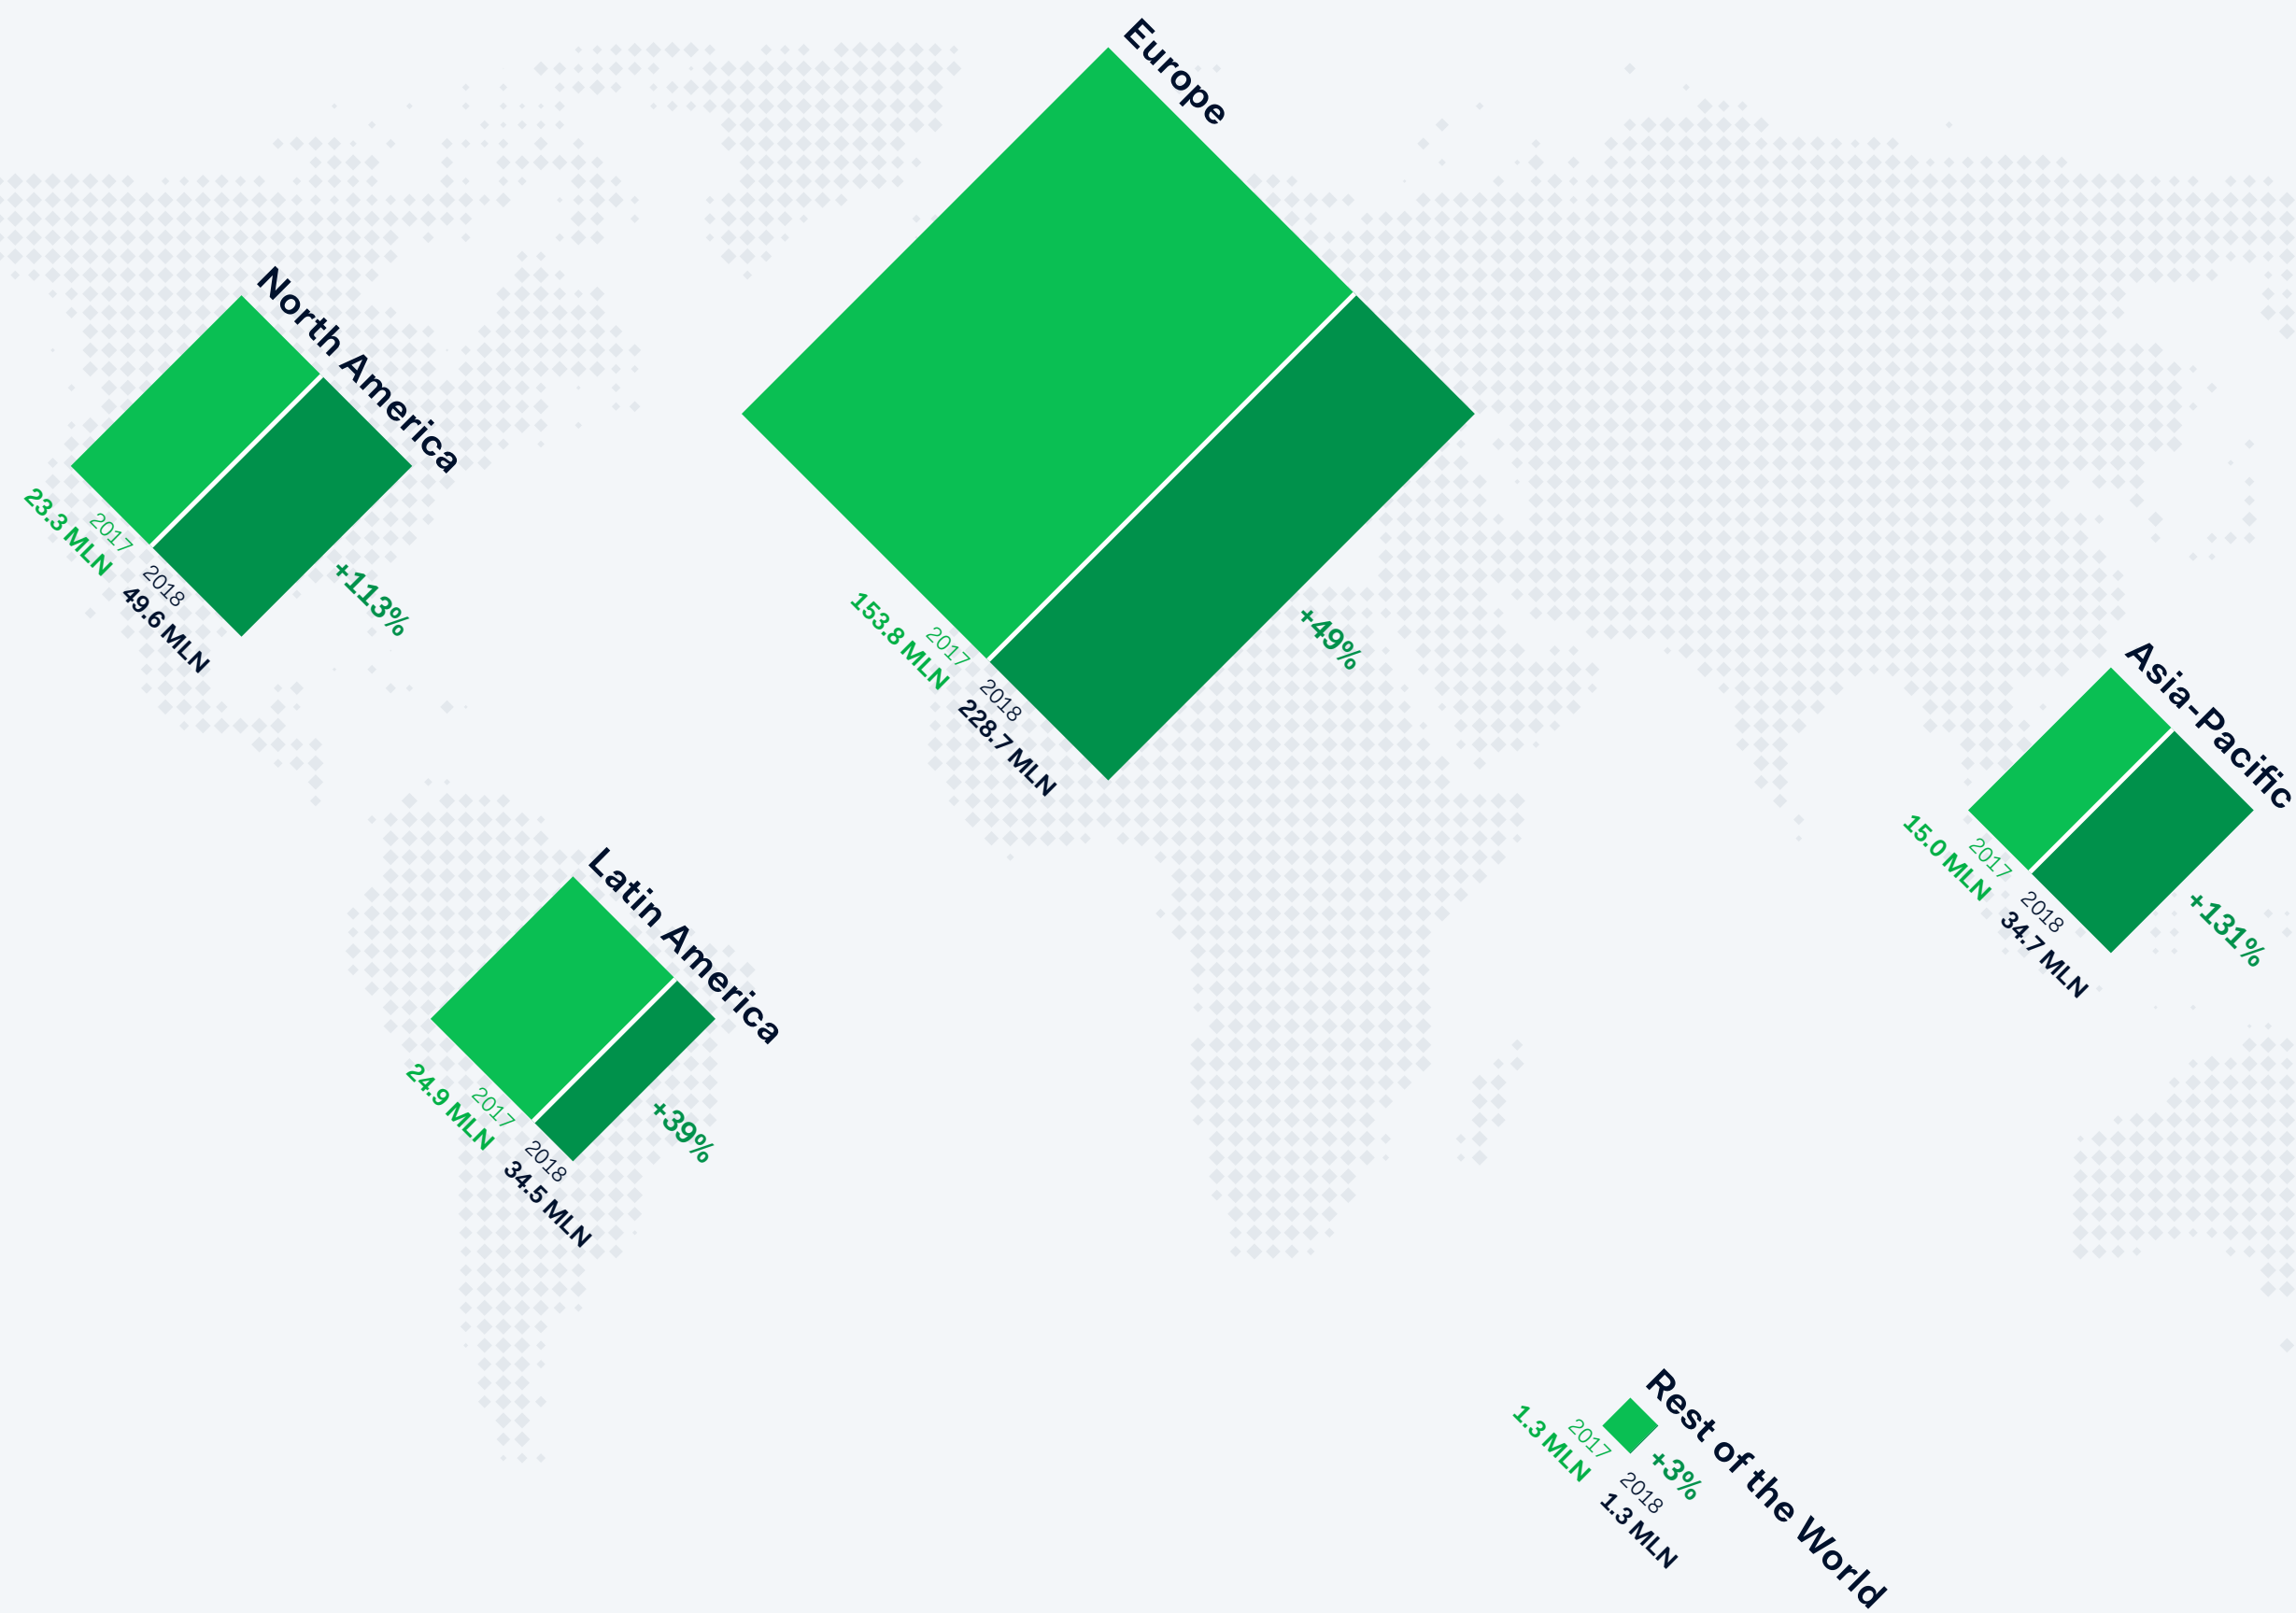 Europe
2017
153.8 MLN
2018
228.7 MLN
+49%
North America
2017
23.3 MLN
2018
49.6 MLN
+113%
Asia-Pacific
2017
15.0 MLN
2018
34.7 MLN
+131%
Latin America
2017
24.9 MLN
2018
34.5 MLN
+39%
Rest of the World
2017
1.3 MLN
2018
1.3 MLN
+3%